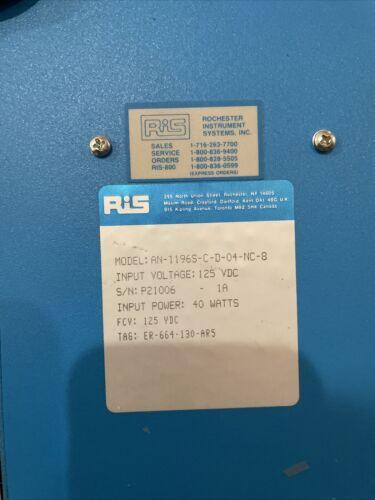 RiS
ROCHESTER
INSTRUMENT
SYSTEMS, INC.
SALES 1-716-263-7700
SERVICE 1-800-836-9400
ORDERS 1-800-828-5505
RIS-800 1-800-836-0599
(EXPRESS ORDERS)
RiS
255 North Union Street, Rochester, NY 14605
Maxim Road, Crayford, Dartford, Kent DA1 4BG U.K.
915 Kipling Avenue, Toronto M8Z 5H4 Canada
MODEL: AN-1196S-C-D-04-NC-8
INPUT VOLTAGE: 125 VDC
S/N: P21006 - 1A
INPUT POWER: 40 WATTS
FCV: 125 VDC
TAG: ER-664-130-AR5